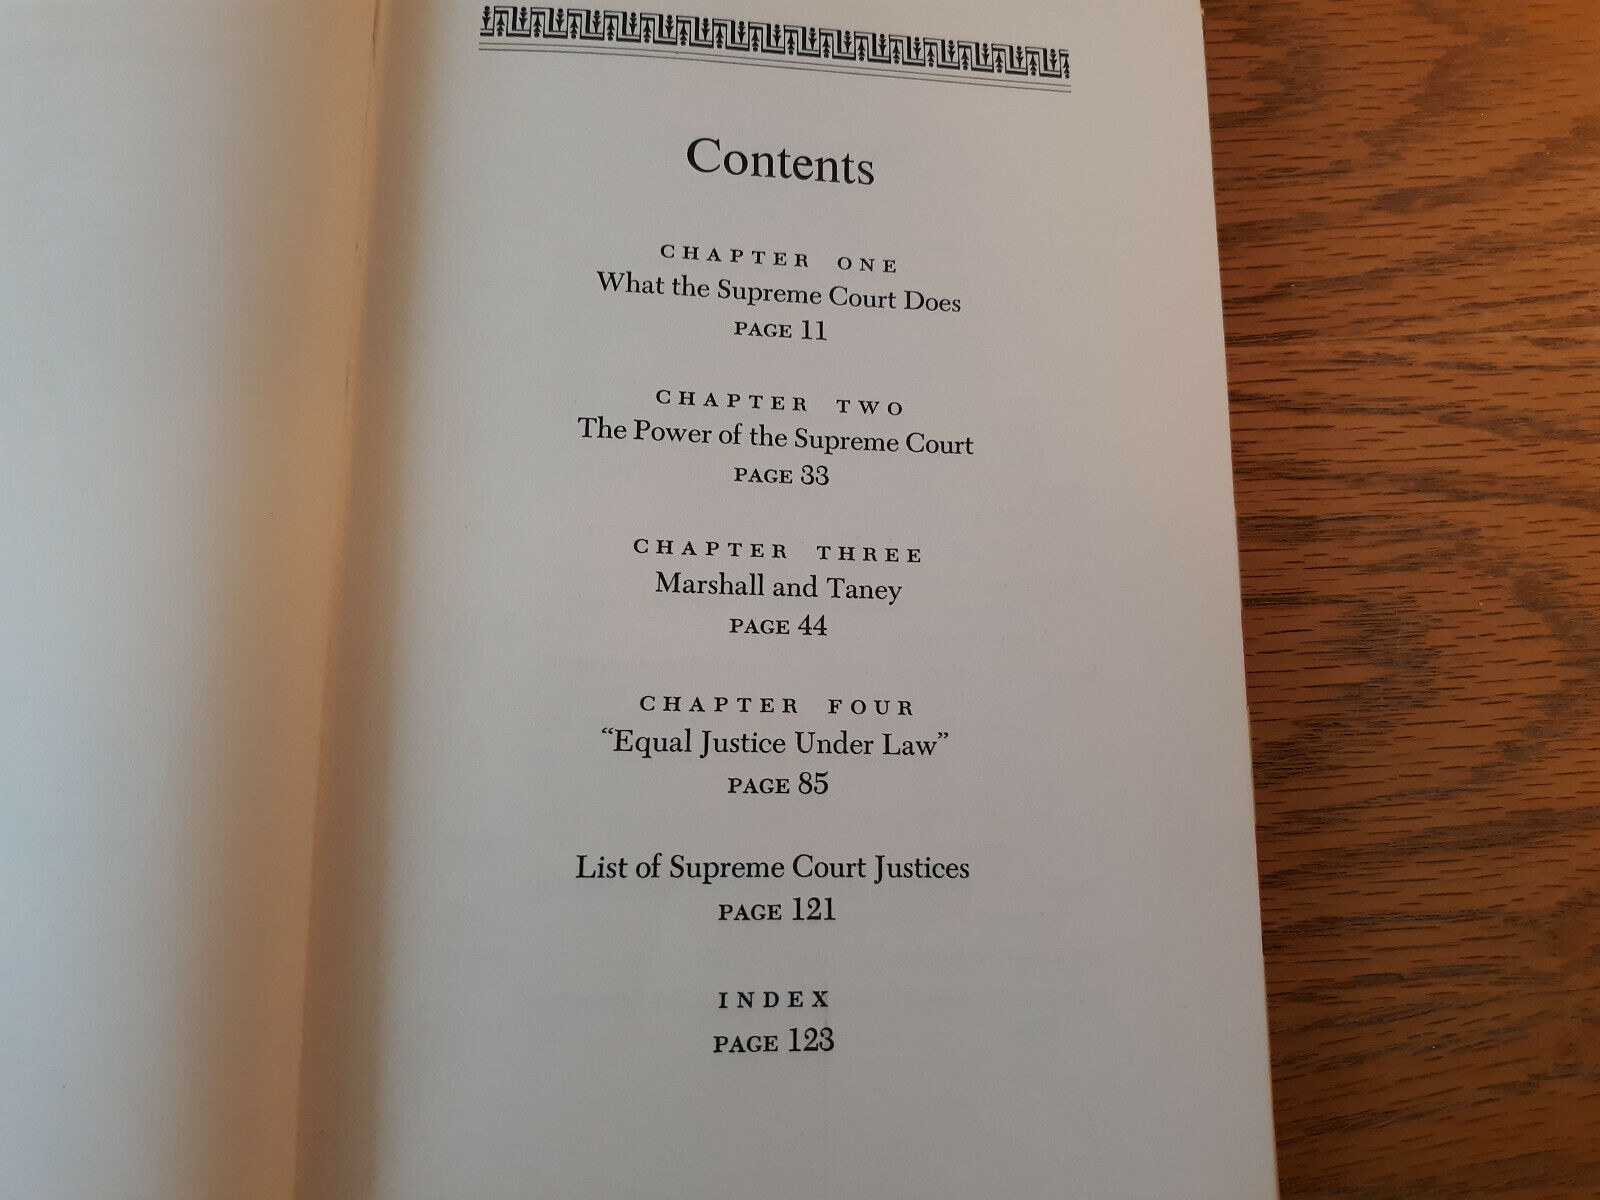 Contents
CHAPTER ONE
What the Supreme Court Does
PAGE 11
CHAPTER TWO
The Power of the Supreme Court
PAGE 33
CHAPTER THREE
Marshall and Taney
PAGE 44
CHAPTER FOUR
“Equal Justice Under Law”
PAGE 85
List of Supreme Court Justices
PAGE 121
INDEX
PAGE 123